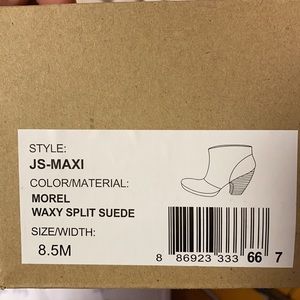 STYLE:
JS-MAXI
COLOR/MATERIAL:
MOREL
WAXY SPLIT SUEDE
SIZE/WIDTH:
8.5M
8 86923 333 66 7